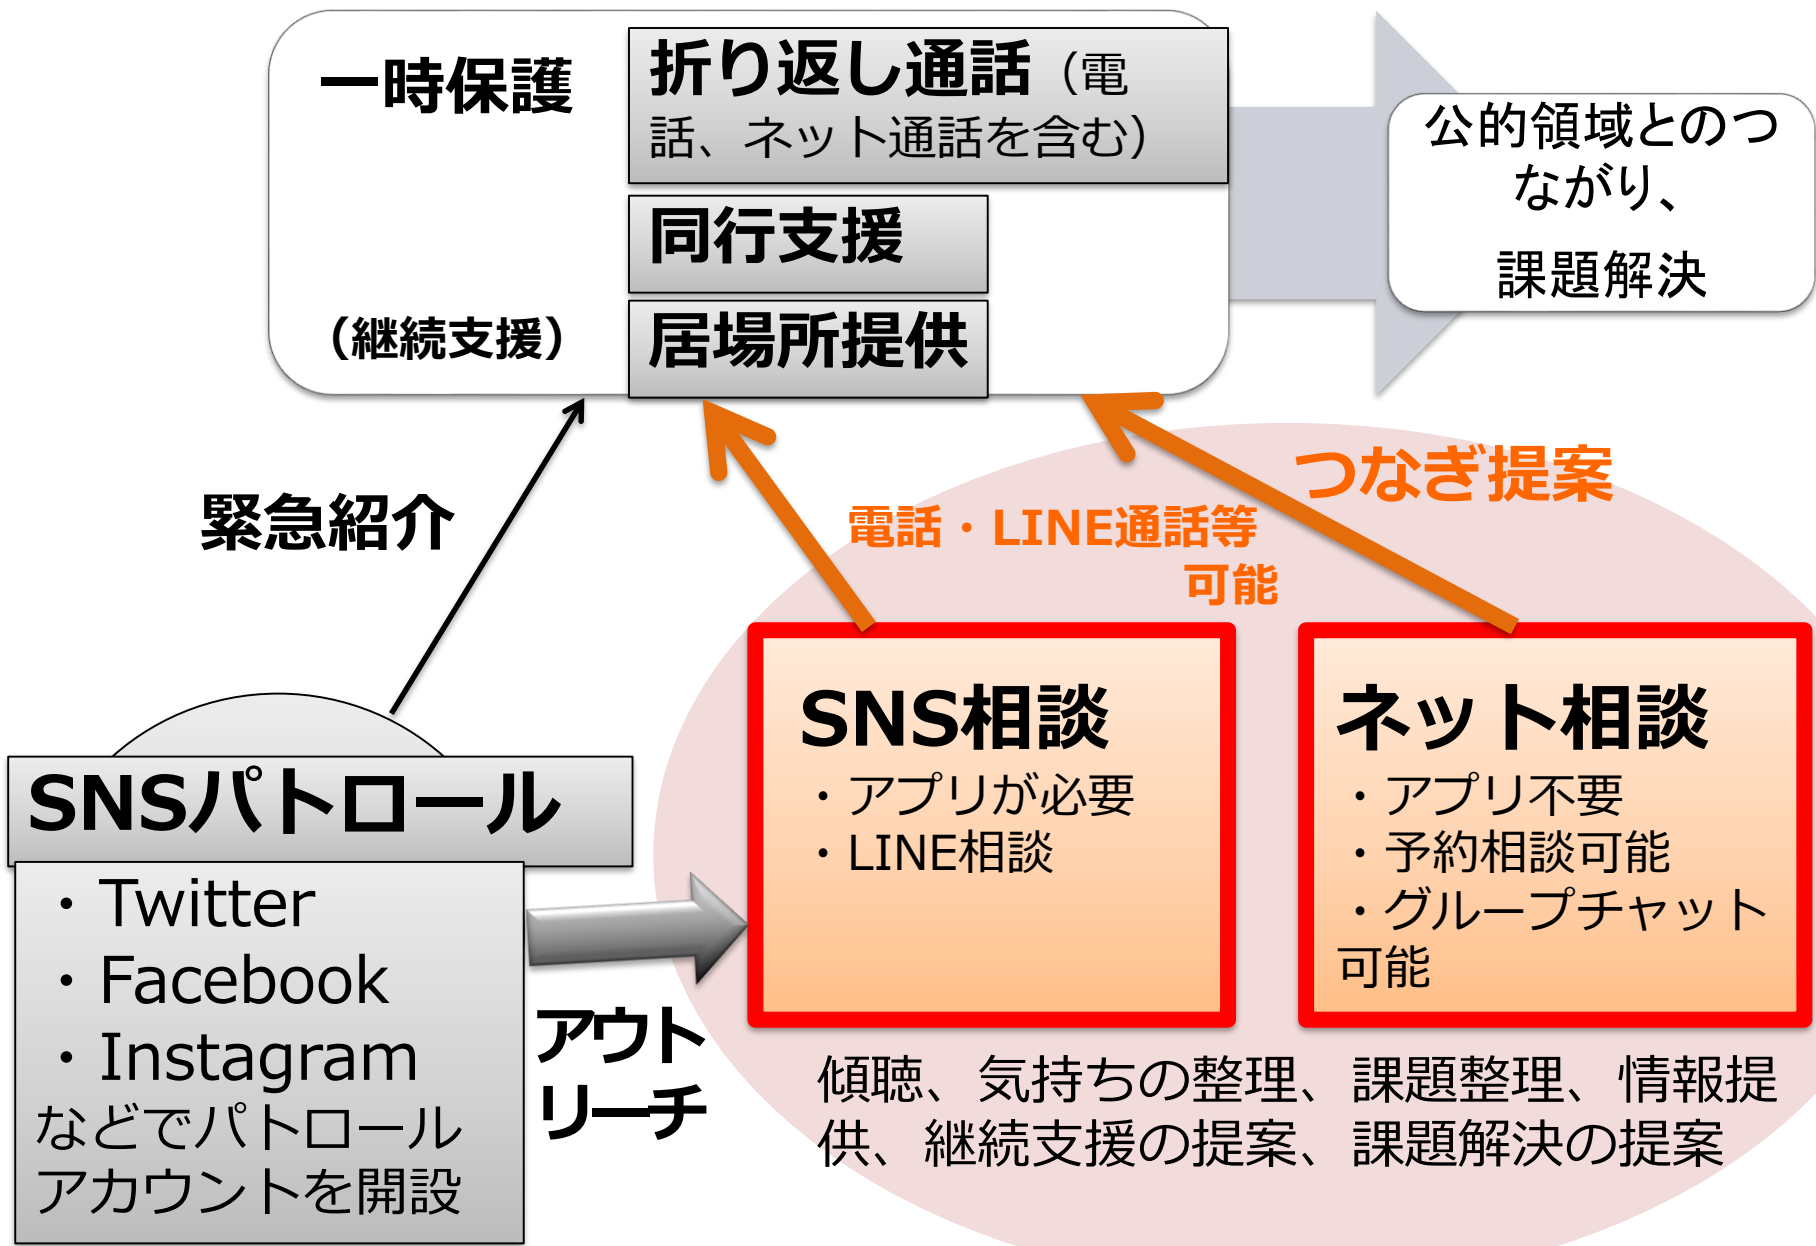 一時保護
折り返し通話（電
話、ネット通話を含む）
同行支援
（継続支援）
居場所提供
公的領域とのつ
ながり、
課題解決
緊急紹介
つなぎ提案
電話・LINE通話等
可能
SNSパトロール
・Twitter
・Facebook
・Instagram
などでパトロール
アカウントを開設
アウト
リーチ
SNS相談
・アプリが必要
・LINE相談
ネット相談
・アプリ不要
・予約相談可能
・グループチャット
可能
傾聴、気持ちの整理、課題整理、情報提
供、継続支援の提案、課題解決の提案